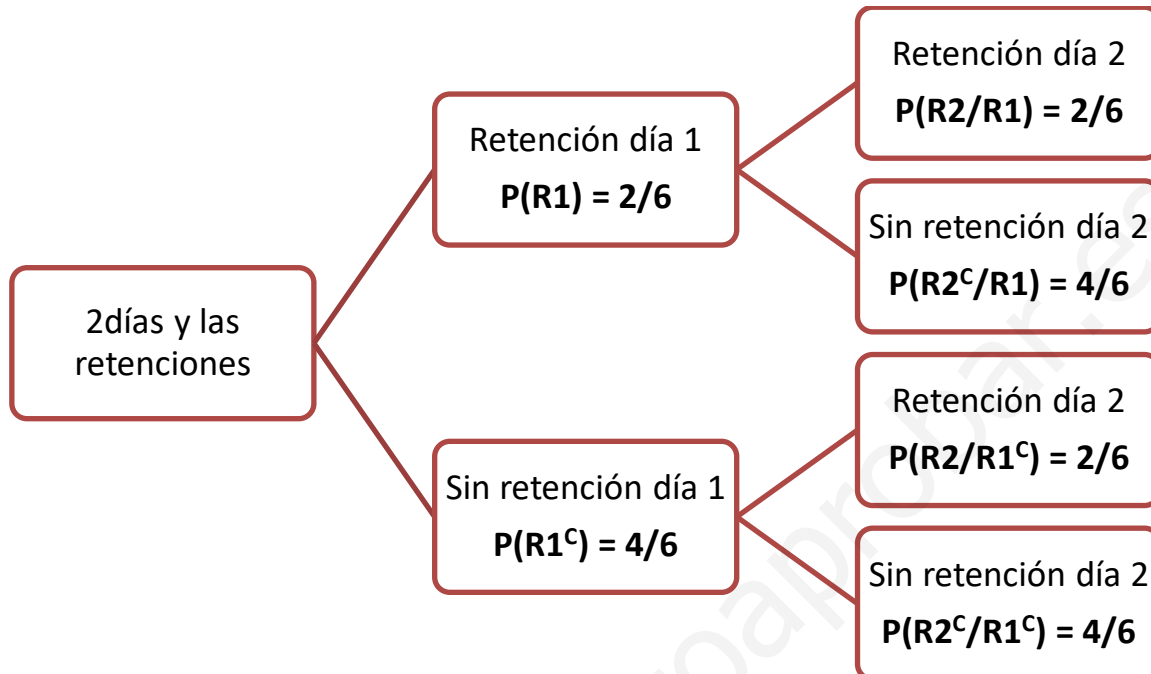 2días y las
retenciones
Retención día 1
P(R1) = 2/6
Sin retención día 1
P(R1ᶜ) = 4/6
Retención día 2
P(R2/R1) = 2/6
Sin retención día 2
P(R2ᶜ/R1) = 4/6
Retención día 2
P(R2/R1ᶜ) = 2/6
Sin retención día 2
P(R2ᶜ/R1ᶜ) = 4/6
roaprobar.es